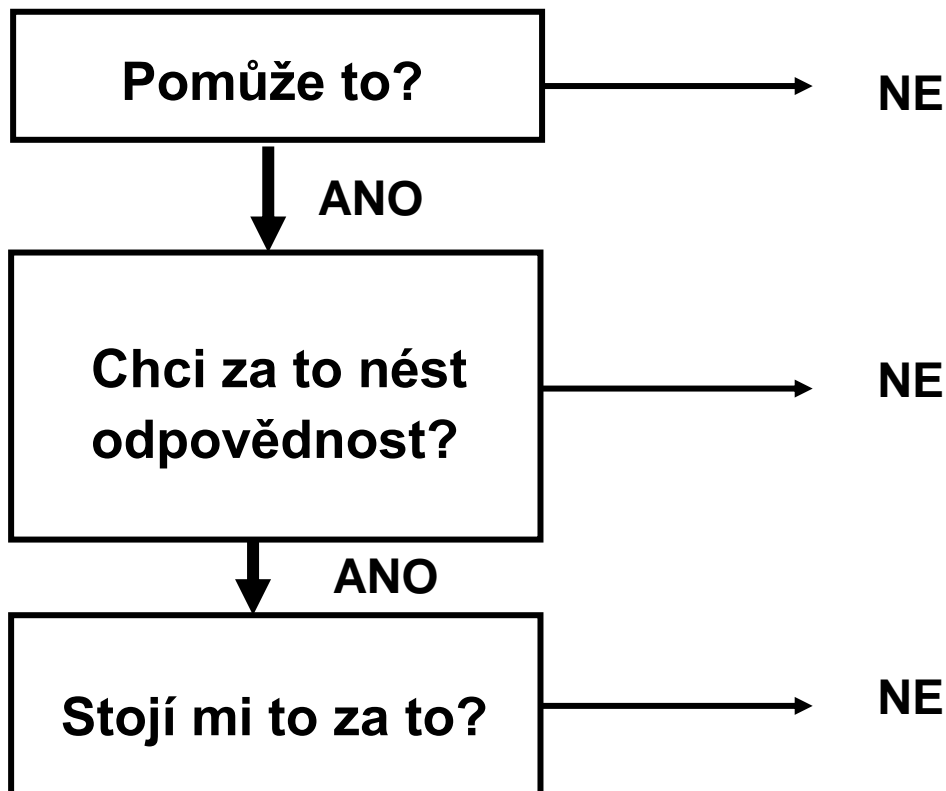 Pomůže to?
NE
ANO
Chci za to nést
odpovědnost?
NE
ANO
Stojí mi to za to?
NE